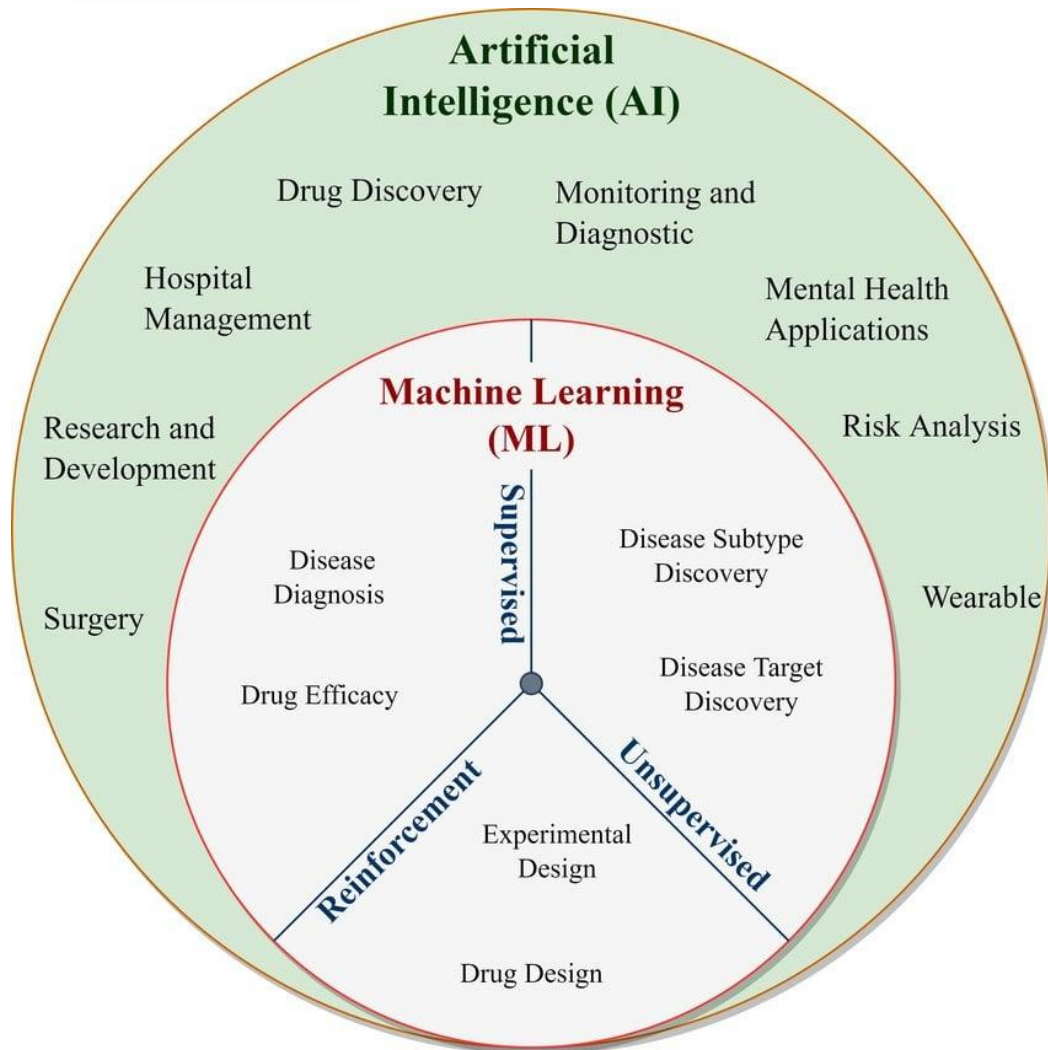 Artificial
Intelligence (AI)
Drug Discovery
Monitoring and
Diagnostic
Hospital
Management
Mental Health
Applications
Research and
Development
Risk Analysis
Surgery
Wearable
Machine Learning
(ML)
Supervised
Disease
Diagnosis
Disease Subtype
Discovery
Drug Efficacy
Disease Target
Discovery
Reinforcement
Unsupervised
Experimental
Design
Drug Design